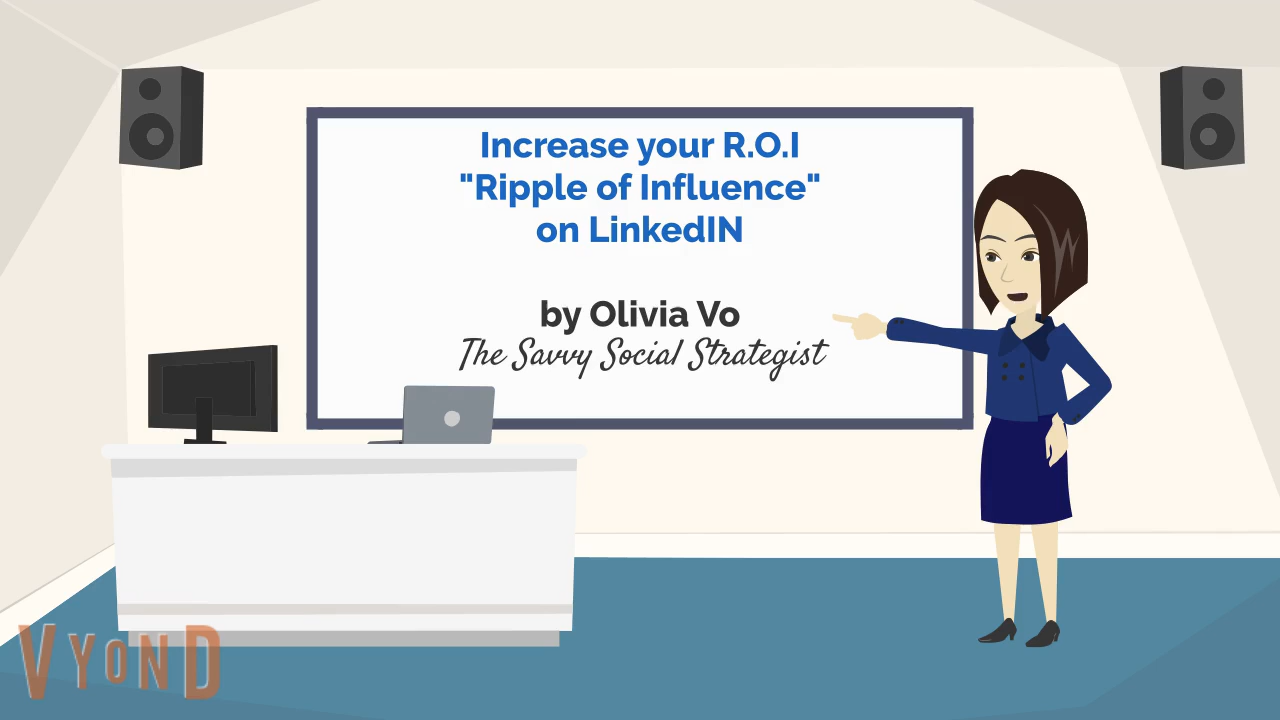 Increase your R.O.I
"Ripple of Influence"
on LinkedIN
by Olivia Vo
The Savvy Social Strategist
VYOND